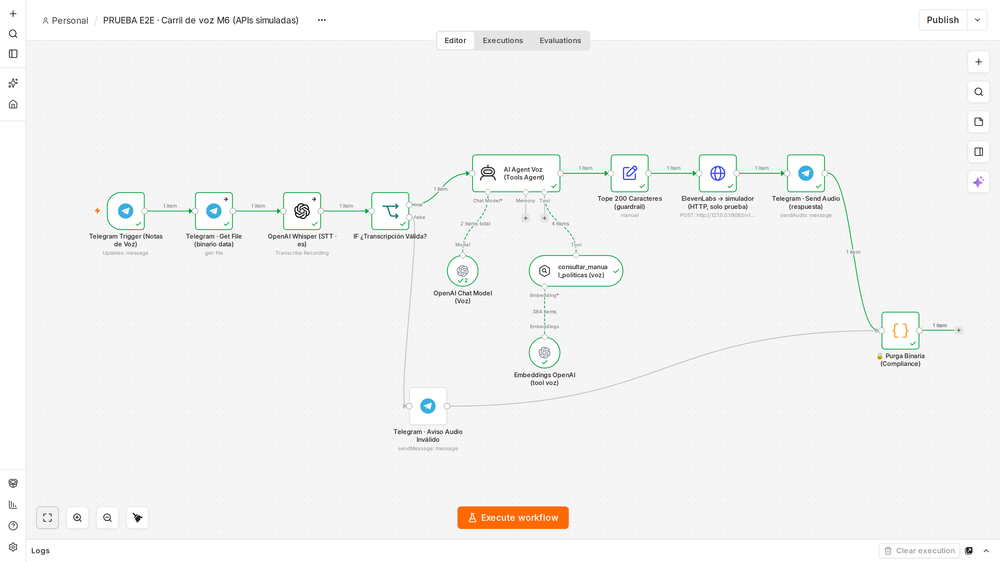 Personal / PRUEBA E2E · Carril de voz M6 (APIs simuladas)
Publish
Editor Executions Evaluations
Telegram Trigger (Notas
de Voz)
Updates: message
1 item
Telegram · Get File
(binario data)
get: file
1 item
OpenAI Whisper (STT ·
es)
Transcribe Recording
1 item
IF ¿Transcripción Válida?
true
false
1 item
AI Agent Voz
(Tools Agent)
Chat Model*
Memory
Tool
1 item
Tope 200 Caracteres
(guardrail)
manual
1 item
ElevenLabs → simulador
(HTTP, solo prueba)
POST: http://127.0.0.1:8083/v1...
1 item
Telegram · Send Audio
(respuesta)
sendAudio: message
1 item
2 items total
Model
2
OpenAI Chat Model
(Voz)
4 items
Tool
consultar_manua
l_politicas (voz)
Embedding*
384 items
Embeddings
Embeddings OpenAI
(tool voz)
1 item
🔒 Purga Binaria
(Compliance)
Telegram · Aviso Audio
Inválido
sendMessage: message
Execute workflow
Logs
Clear execution